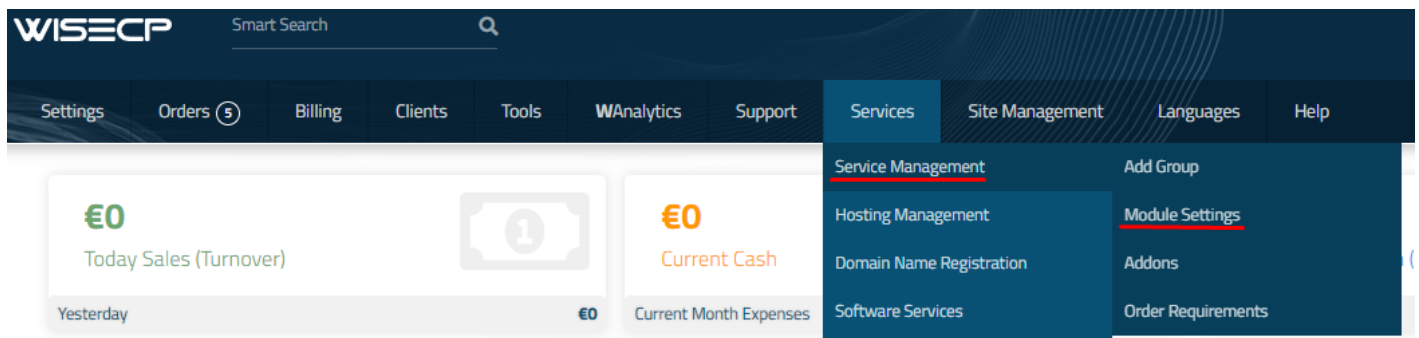 WISECP Smart Search
Settings Orders 5 Billing Clients Tools WAnalytics Support Services Site Management Languages Help
Service Management Add Group
€0 €0 Hosting Management Module Settings
Today Sales (Turnover) 1 Current Cash Domain Name Registration Addons (
Yesterday €0 Current Month Expenses Software Services Order Requirements